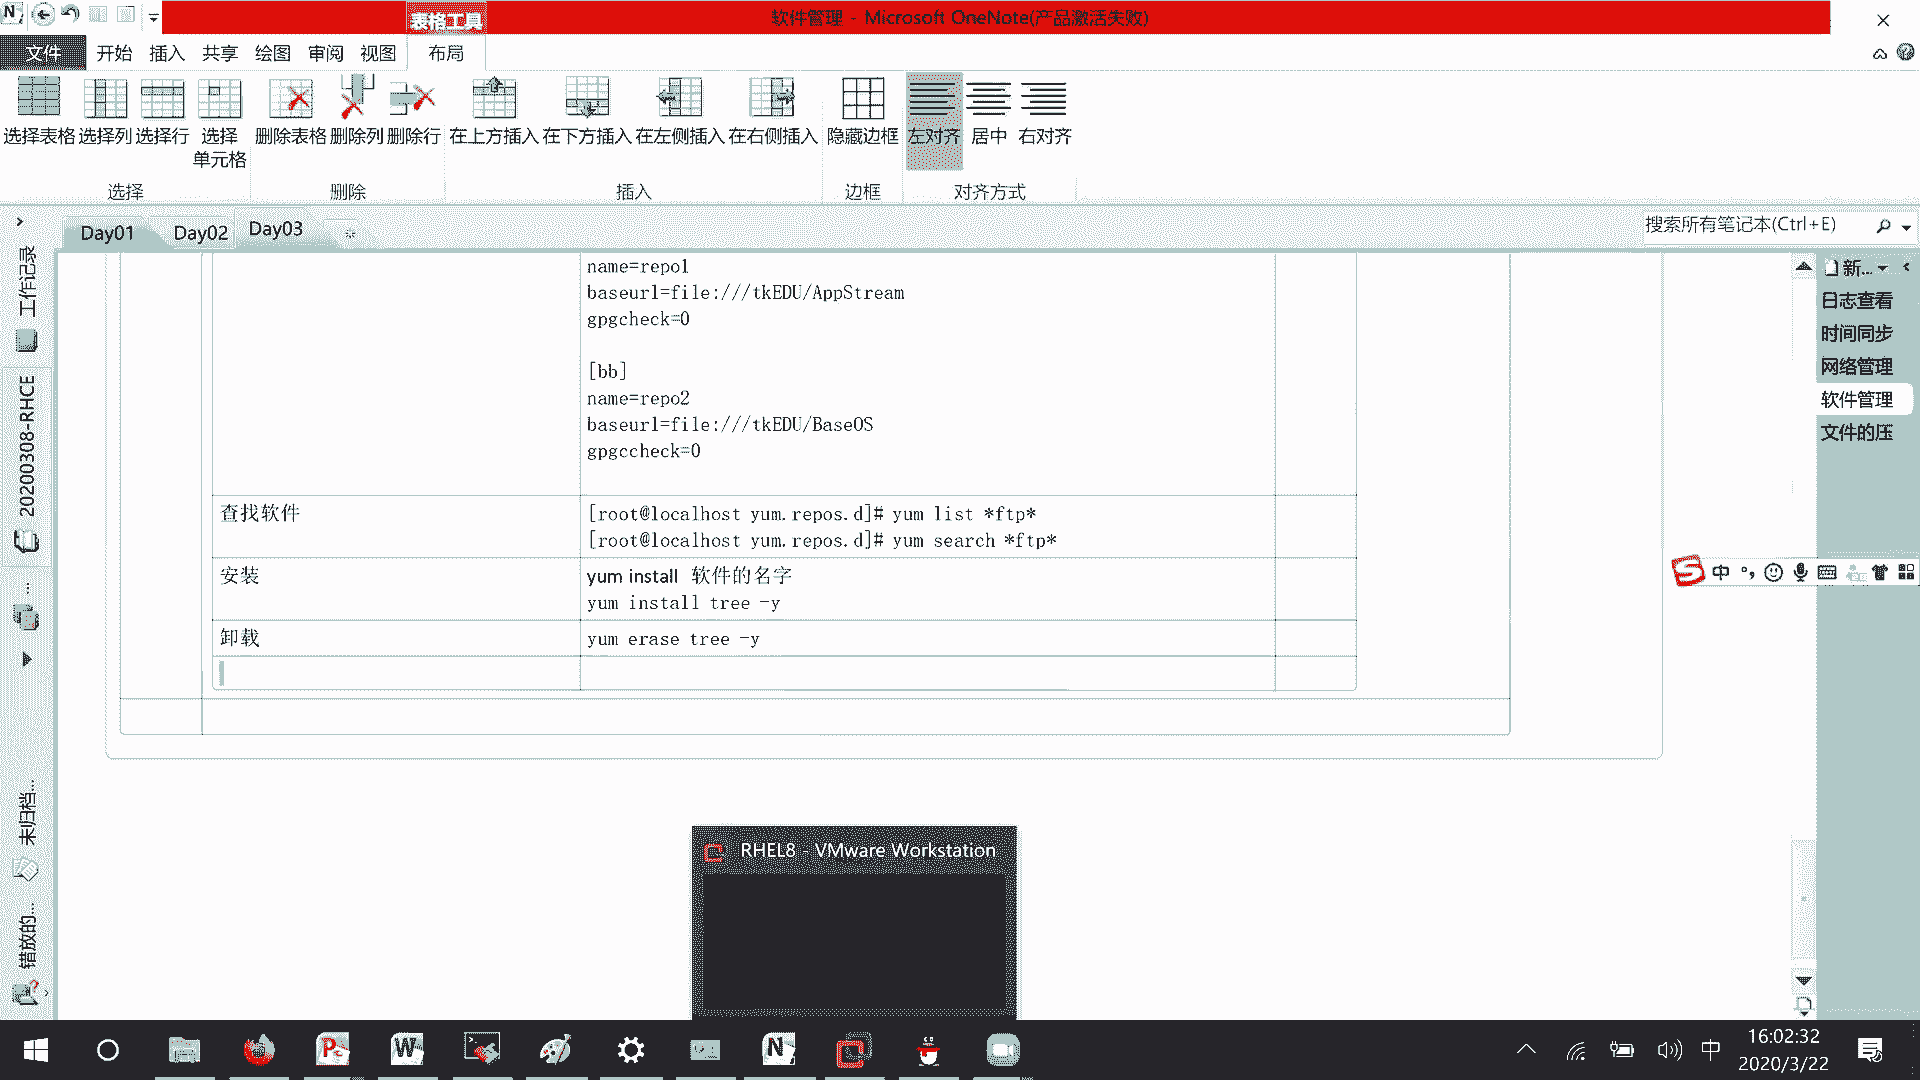 表格工具
软件管理 - Microsoft OneNote(产品激活失败)
文件 开始 插入 共享 绘图 审阅 视图 布局
选择表格 选择列 选择行 选择
单元格
删除表格 删除列 删除行 在上方插入 在下方插入 在左侧插入 在右侧插入 隐藏边框 左对齐 居中 右对齐
选择 删除 插入 边框 对齐方式
Day01 Day02 Day03
搜索所有笔记本(Ctrl+E)
工作记录
20200308-RHCE
未归档...
错放的...
name=repo1
baseurl=file:///tkEDU/AppStream
gpgcheck=0
[bb]
name=repo2
baseurl=file:///tkEDU/BaseOS
gpgccheck=0
查找软件
[root@localhost yum.repos.d]# yum list *ftp*
[root@localhost yum.repos.d]# yum search *ftp*
安装
yum install 软件的名字
yum install tree -y
卸载
yum erase tree -y
新...
日志查看
时间同步
网络管理
软件管理
文件的压
中
RHEL8 - VMware Workstation
中
16:02:32
2020/3/22